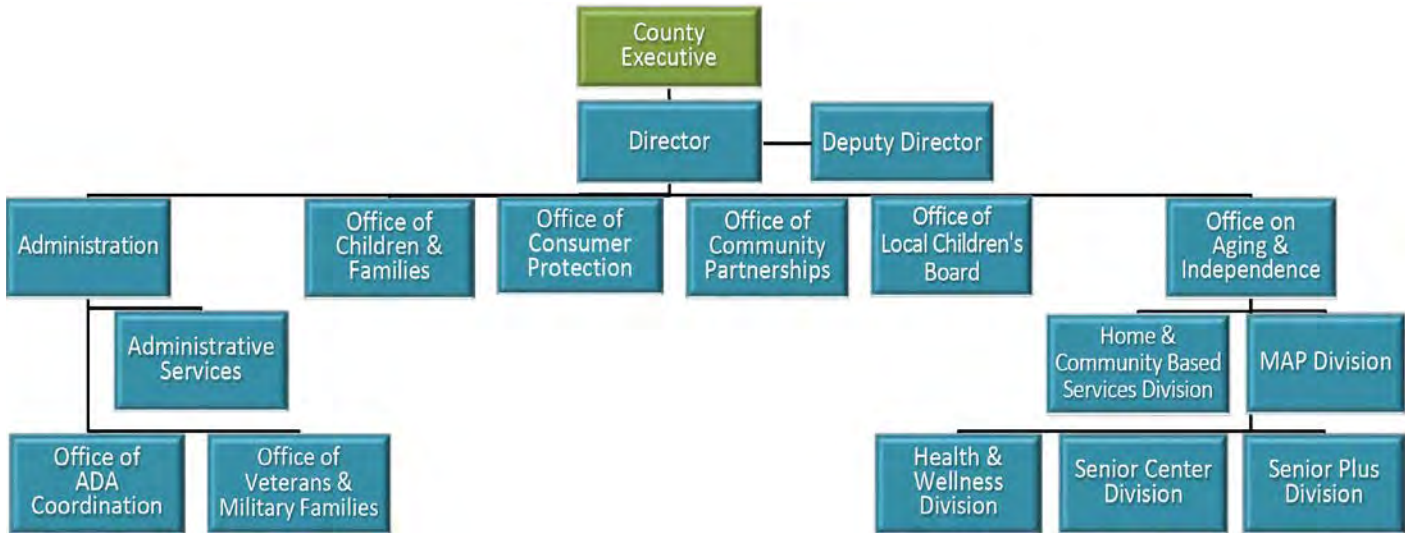 County
Executive
Director
Deputy Director
Administration
Office of
Children &
Families
Office of
Consumer
Protection
Office of
Community
Partnerships
Office of
Local Children's
Board
Office on
Aging &
Independence
Administrative
Services
Home &
Community Based
Services Division
MAP Division
Office of
ADA
Coordination
Office of
Veterans &
Military Families
Health &
Wellness
Division
Senior Center
Division
Senior Plus
Division